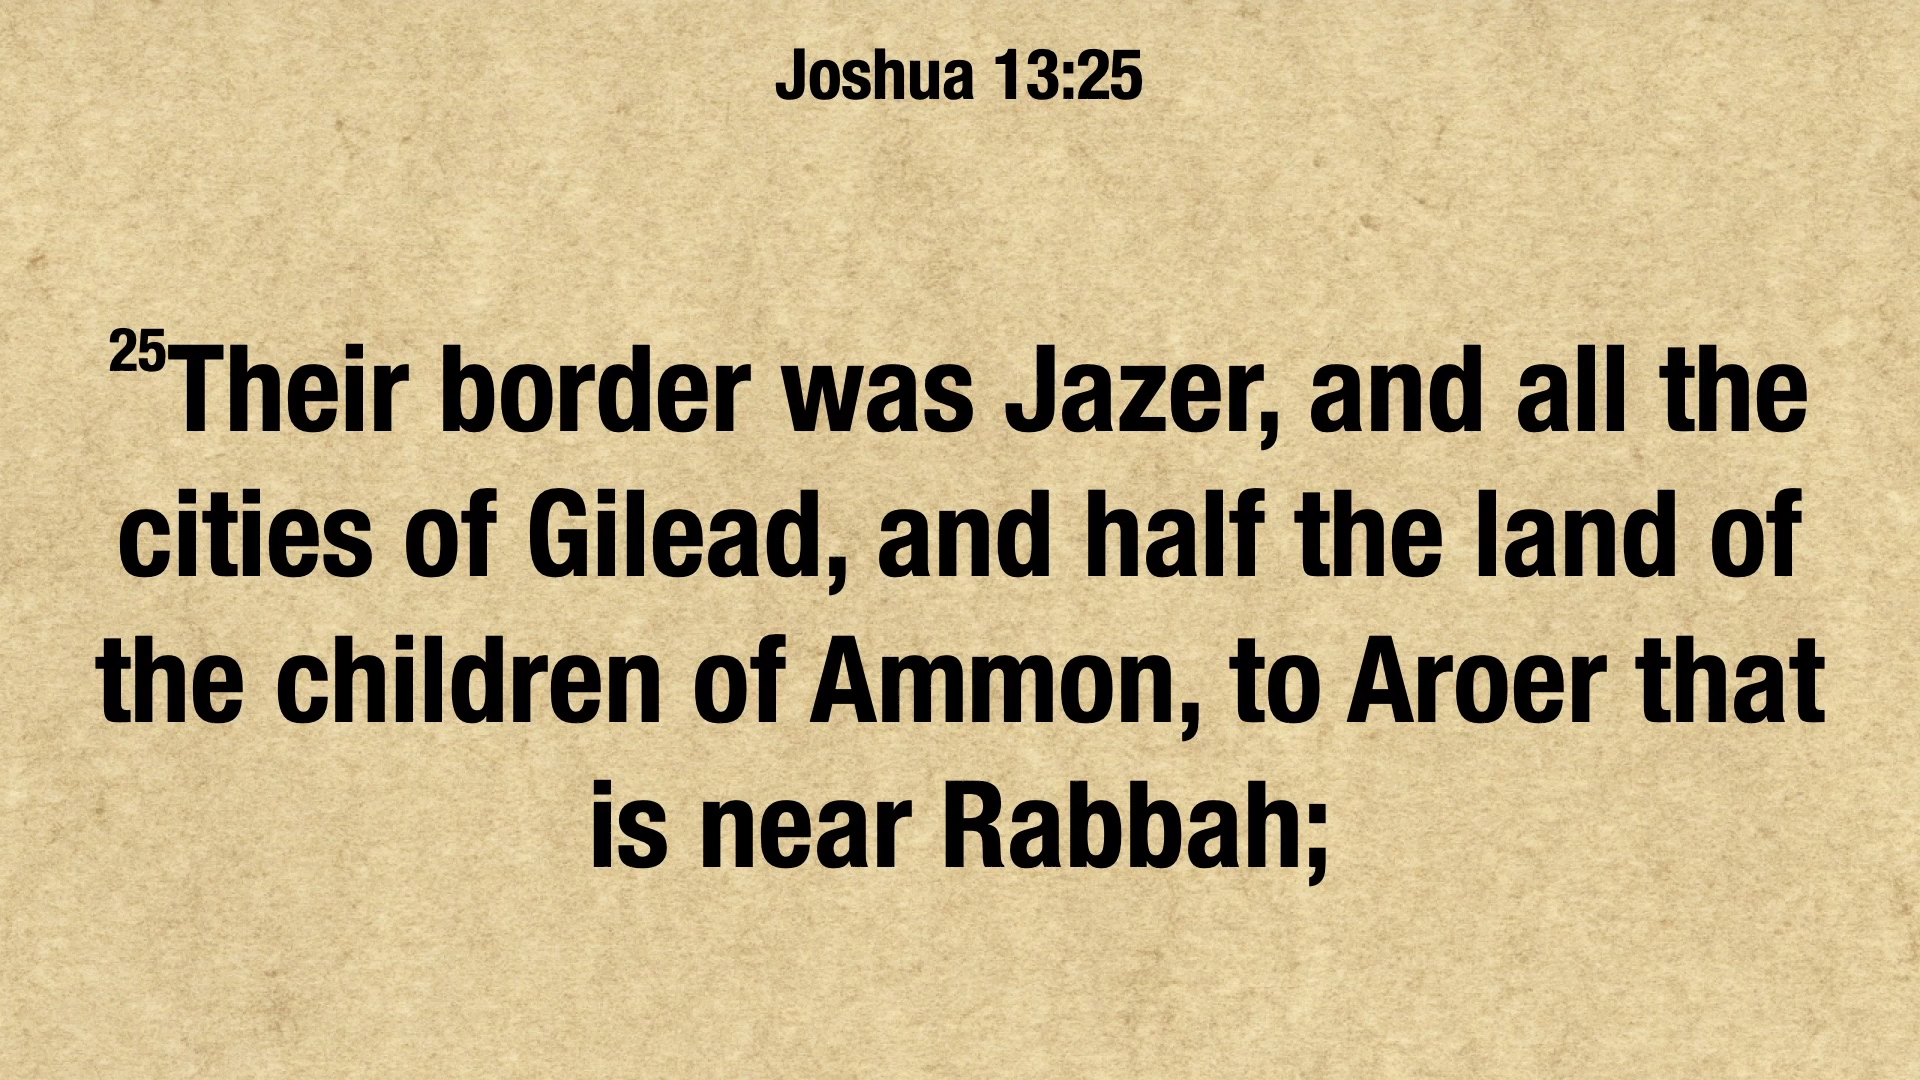 Joshua 13:25
25Their border was Jazer, and all the
cities of Gilead, and half the land of
the children of Ammon, to Aroer that
is near Rabbah;